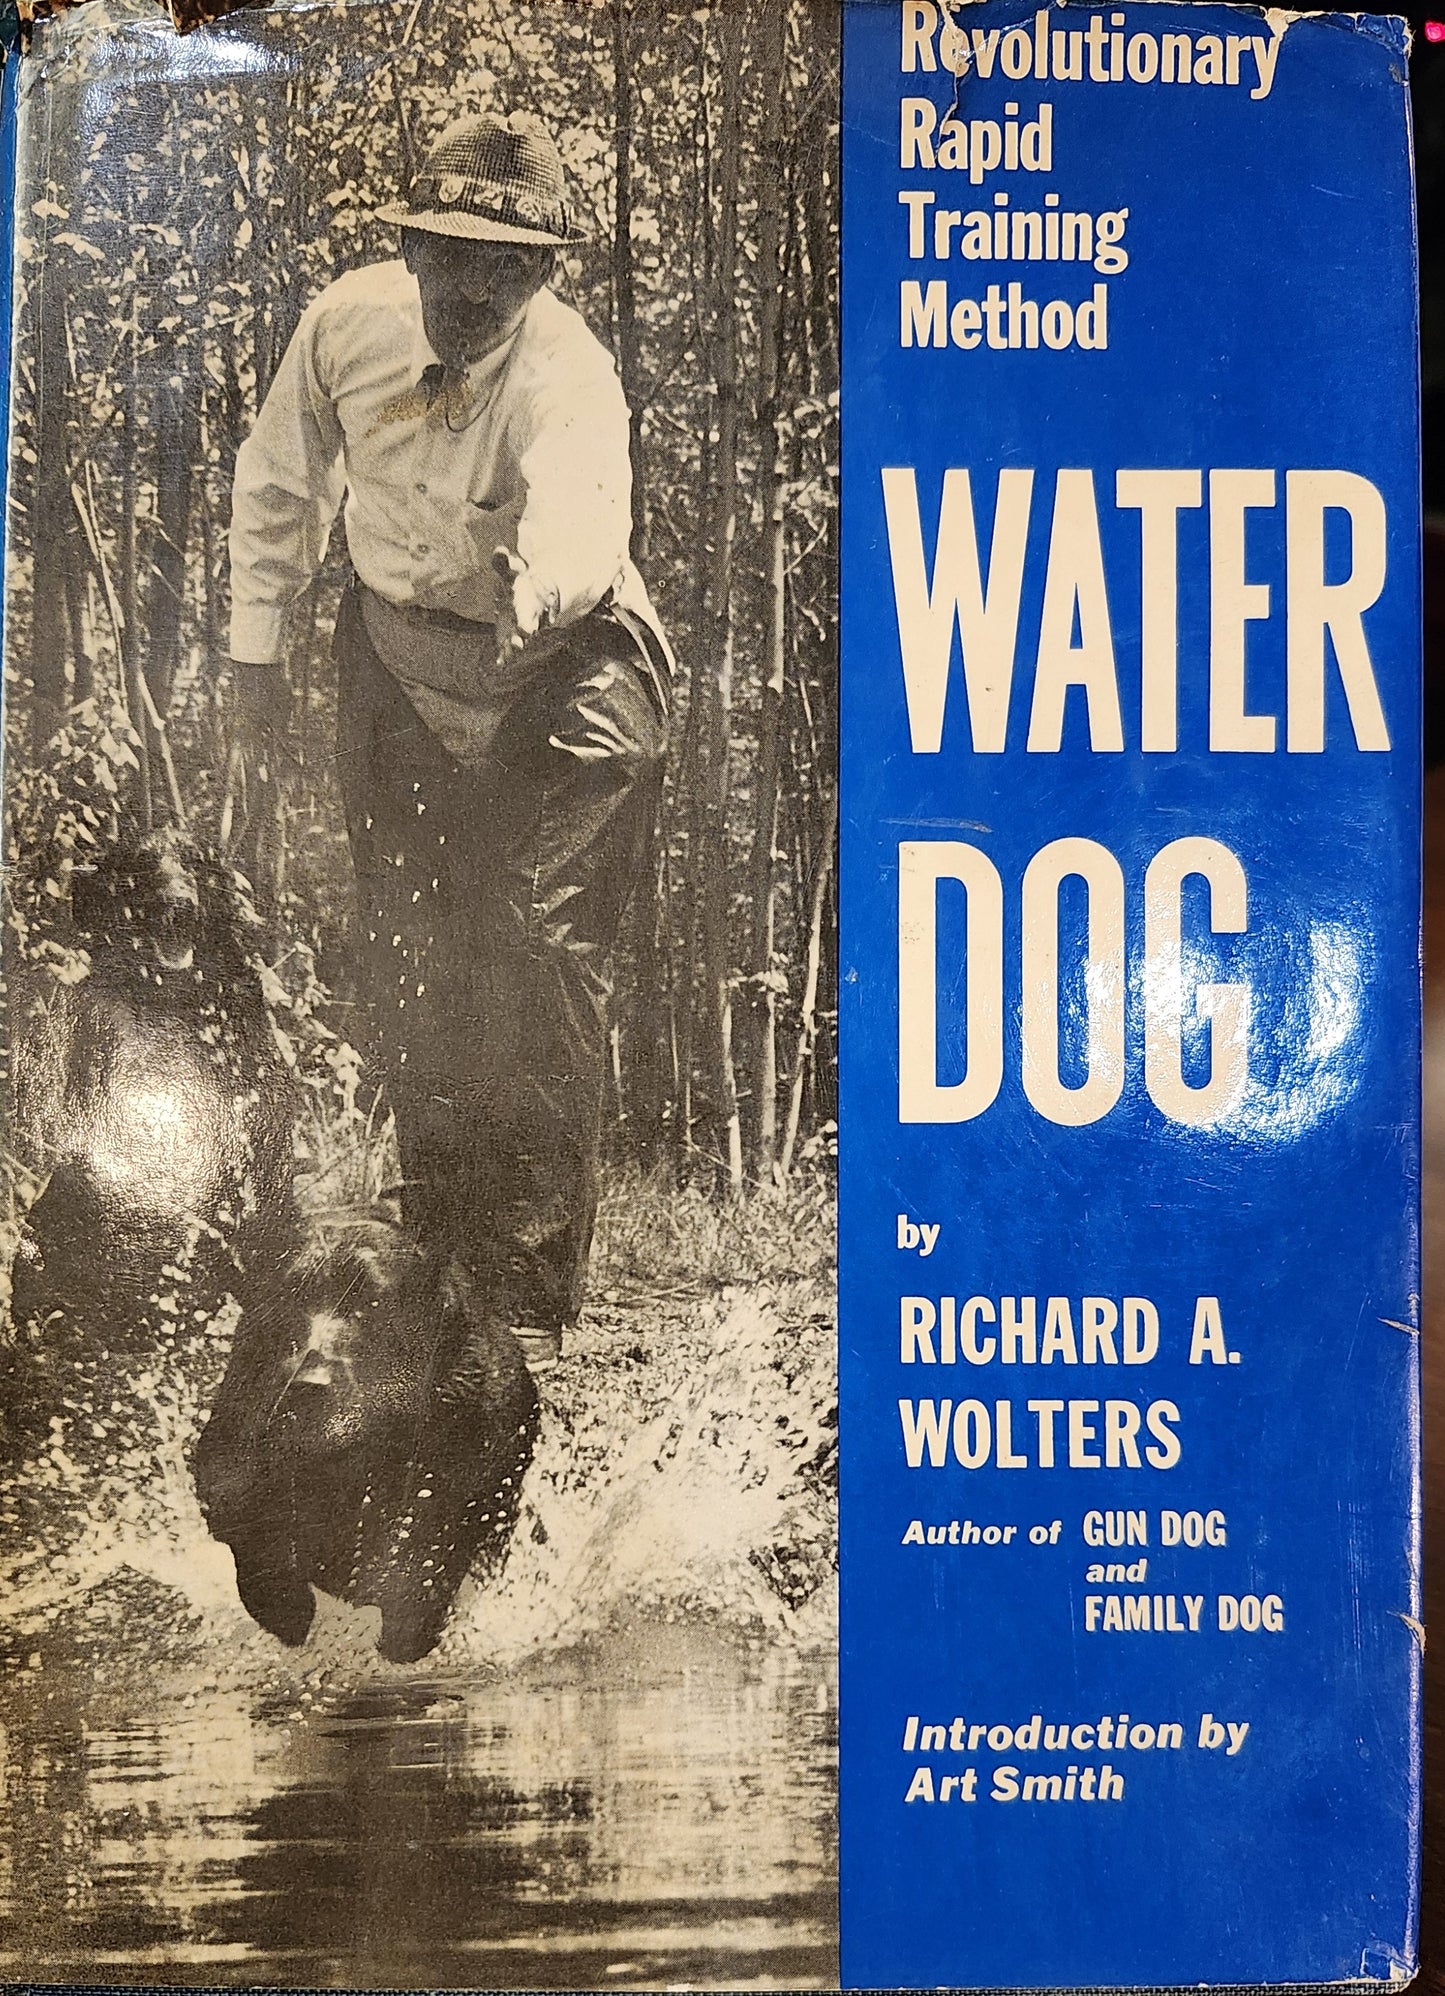 Revolutionary
Rapid
Training
Method
WATER
DOG
by
RICHARD A.
WOLTERS
Author of GUN DOG
and
FAMILY DOG
Introduction by
Art Smith